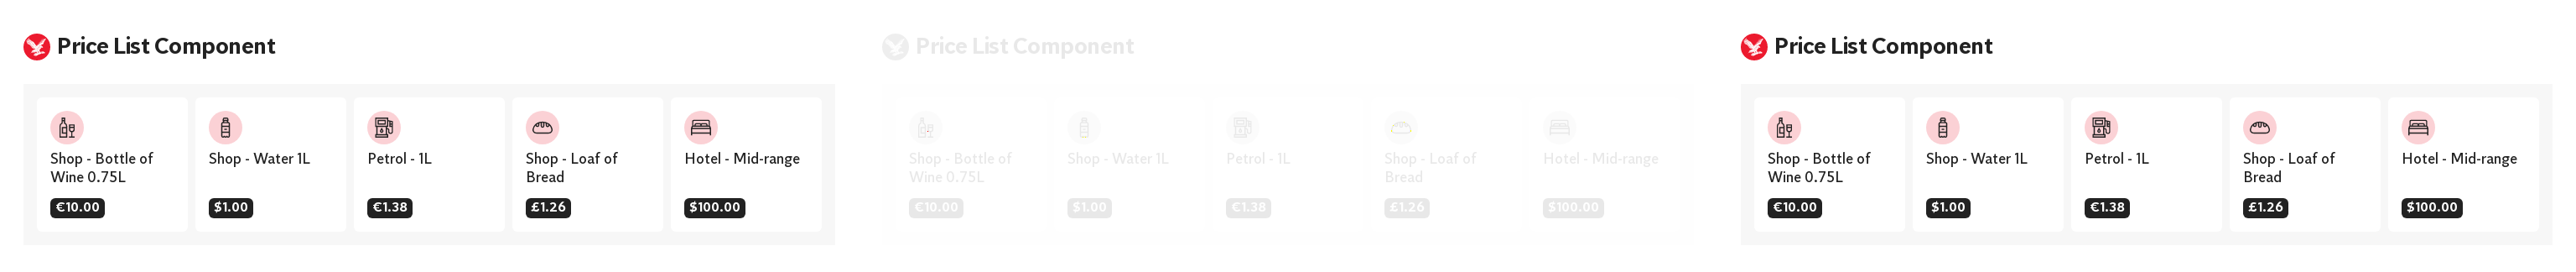 Price List Component
Shop - Bottle of
Wine 0.75L
€10.00
Shop - Water 1L
$1.00
Petrol - 1L
€1.38
Shop - Loaf of
Bread
£1.26
Hotel - Mid-range
$100.00
Price List Component
Shop - Bottle of
Wine 0.75L
€10.00
Shop - Water 1L
$1.00
Petrol - 1L
€1.38
Shop - Loaf of
Bread
£1.26
Hotel - Mid-range
$100.00
Price List Component
Shop - Bottle of
Wine 0.75L
€10.00
Shop - Water 1L
$1.00
Petrol - 1L
€1.38
Shop - Loaf of
Bread
£1.26
Hotel - Mid-range
$100.00